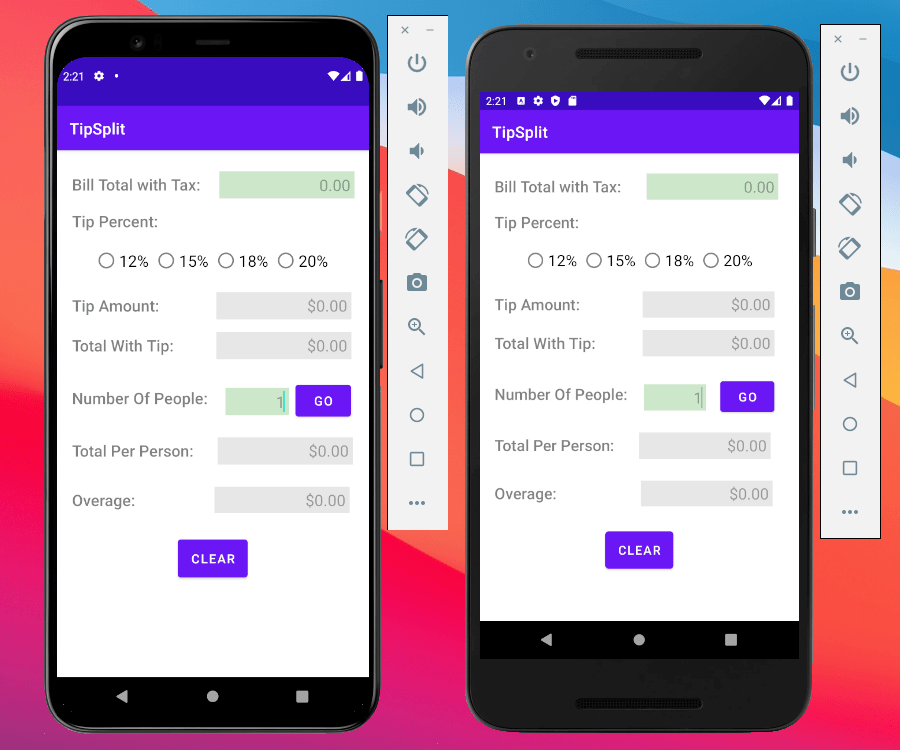 2:21
TipSplit
Bill Total with Tax: 0.00
Tip Percent:
12% 15% 18% 20%
Tip Amount: $0.00
Total With Tip: $0.00
Number Of People: 1 GO
Total Per Person: $0.00
Overage: $0.00
CLEAR
2:21
TipSplit
Bill Total with Tax: 0.00
Tip Percent:
12% 15% 18% 20%
Tip Amount: $0.00
Total With Tip: $0.00
Number Of People: 1 GO
Total Per Person: $0.00
Overage: $0.00
CLEAR